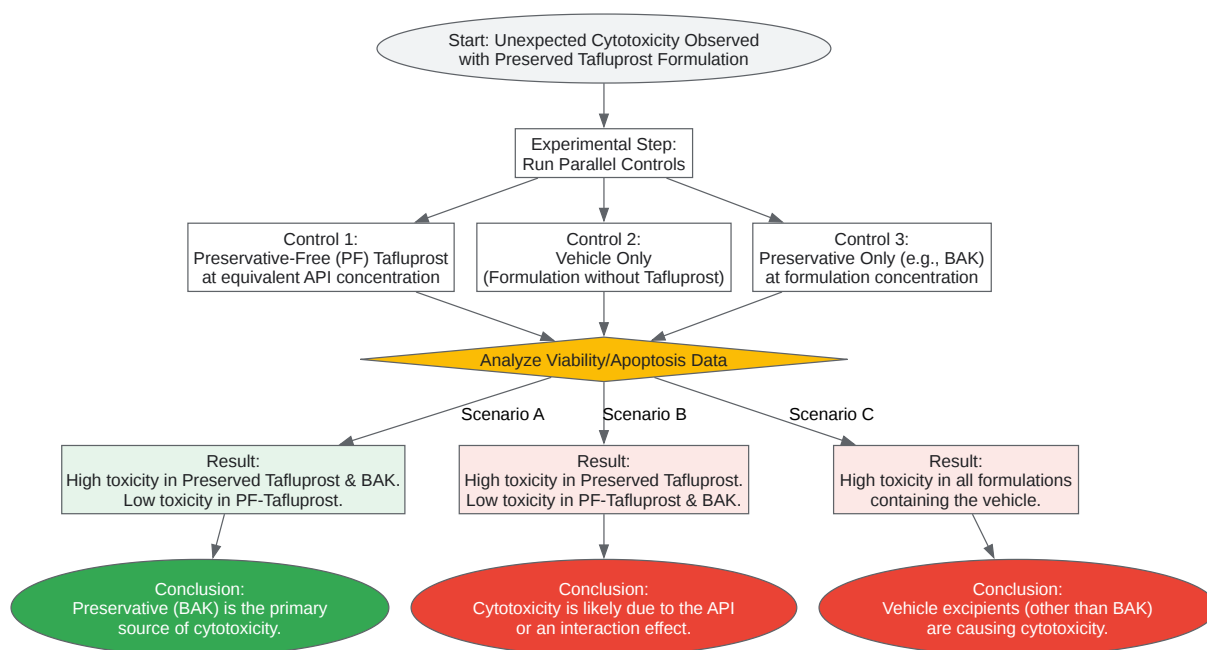 Start: Unexpected Cytotoxicity Observed
with Preserved Tafluprost Formulation
Experimental Step:
Run Parallel Controls
Control 1:
Preservative-Free (PF) Tafluprost
at equivalent API concentration
Control 2:
Vehicle Only
(Formulation without Tafluprost)
Control 3:
Preservative Only (e.g., BAK)
at formulation concentration
Analyze Viability/Apoptosis Data
Scenario A
Scenario B
Scenario C
Result:
High toxicity in Preserved Tafluprost & BAK.
Low toxicity in PF-Tafluprost.
Result:
High toxicity in Preserved Tafluprost.
Low toxicity in PF-Tafluprost & BAK.
Result:
High toxicity in all formulations
containing the vehicle.
Conclusion:
Preservative (BAK) is the primary
source of cytotoxicity.
Conclusion:
Cytotoxicity is likely due to the API
or an interaction effect.
Conclusion:
Vehicle excipients (other than BAK)
are causing cytotoxicity.